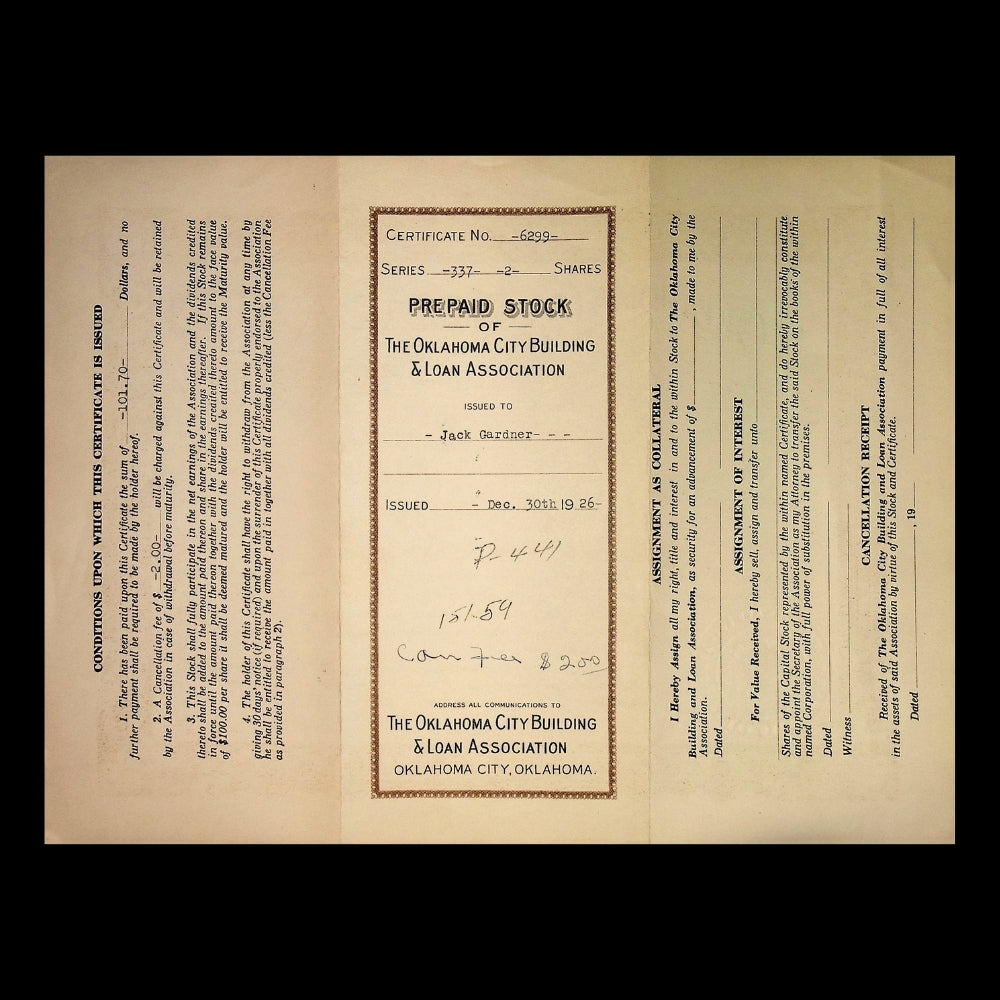 CONDITIONS UPON WHICH THIS CERTIFICATE IS ISSUED
1. There has been paid upon this Certificate the sum of -101.70- Dollars, and no
further payment shall be required to be made by the holder hereof.
2. A Cancellation fee of $ -2.00- will be charged against this Certificate and will be retained
by the Association in case of withdrawal before maturity.
3. This Stock shall fully participate in the net earnings of the Association and the dividends credited
thereto shall be added to the amount paid thereon and share in the earnings thereafter. If this Stock remains
in force until the amount paid thereon together with the dividends credited thereto amount to the face value
of $100.00 per share it shall be deemed matured and the holder will be entitled to receive the Maturity value.
4. The holder of this Certificate shall have the right to withdraw from the Association at any time by
giving 30 days' notice (if required) and upon the surrender of this Certificate properly endorsed to the Association
he shall be entitled to receive the amount paid in together with all dividends credited (less the Cancellation Fee
as provided in paragraph 2).
CERTIFICATE NO. -6299-
SERIES -337- -2- SHARES
PREPAID STOCK
OF
THE OKLAHOMA CITY BUILDING
& LOAN ASSOCIATION
ISSUED TO
- Jack Gardner- - -
ISSUED - Dec. 30th 19 26-
P-441
151.59
Can Fee $2.00
ADDRESS ALL COMMUNICATIONS TO
THE OKLAHOMA CITY BUILDING
& LOAN ASSOCIATION
OKLAHOMA CITY, OKLAHOMA.
ASSIGNMENT AS COLLATERAL
I Hereby Assign all my right, title and interest in and to the within Stock to The Oklahoma City
Building and Loan Association, as security for an advancement of $ , made to me by the
Association.
Dated
ASSIGNMENT OF INTEREST
For Value Received, I hereby sell, assign and transfer unto
Shares of the Capital Stock represented by the within named Certificate, and do hereby irrevocably constitute
and appoint the Secretary of the Association as my Attorney to transfer the said Stock on the books of the within
named Corporation, with full power of substitution in the premises.
Dated
Witness
CANCELLATION RECEIPT
Received of The Oklahoma City Building and Loan Association payment in full of all interest
in the assets of said Association by virtue of this Stock and Certificate.
Dated , 19